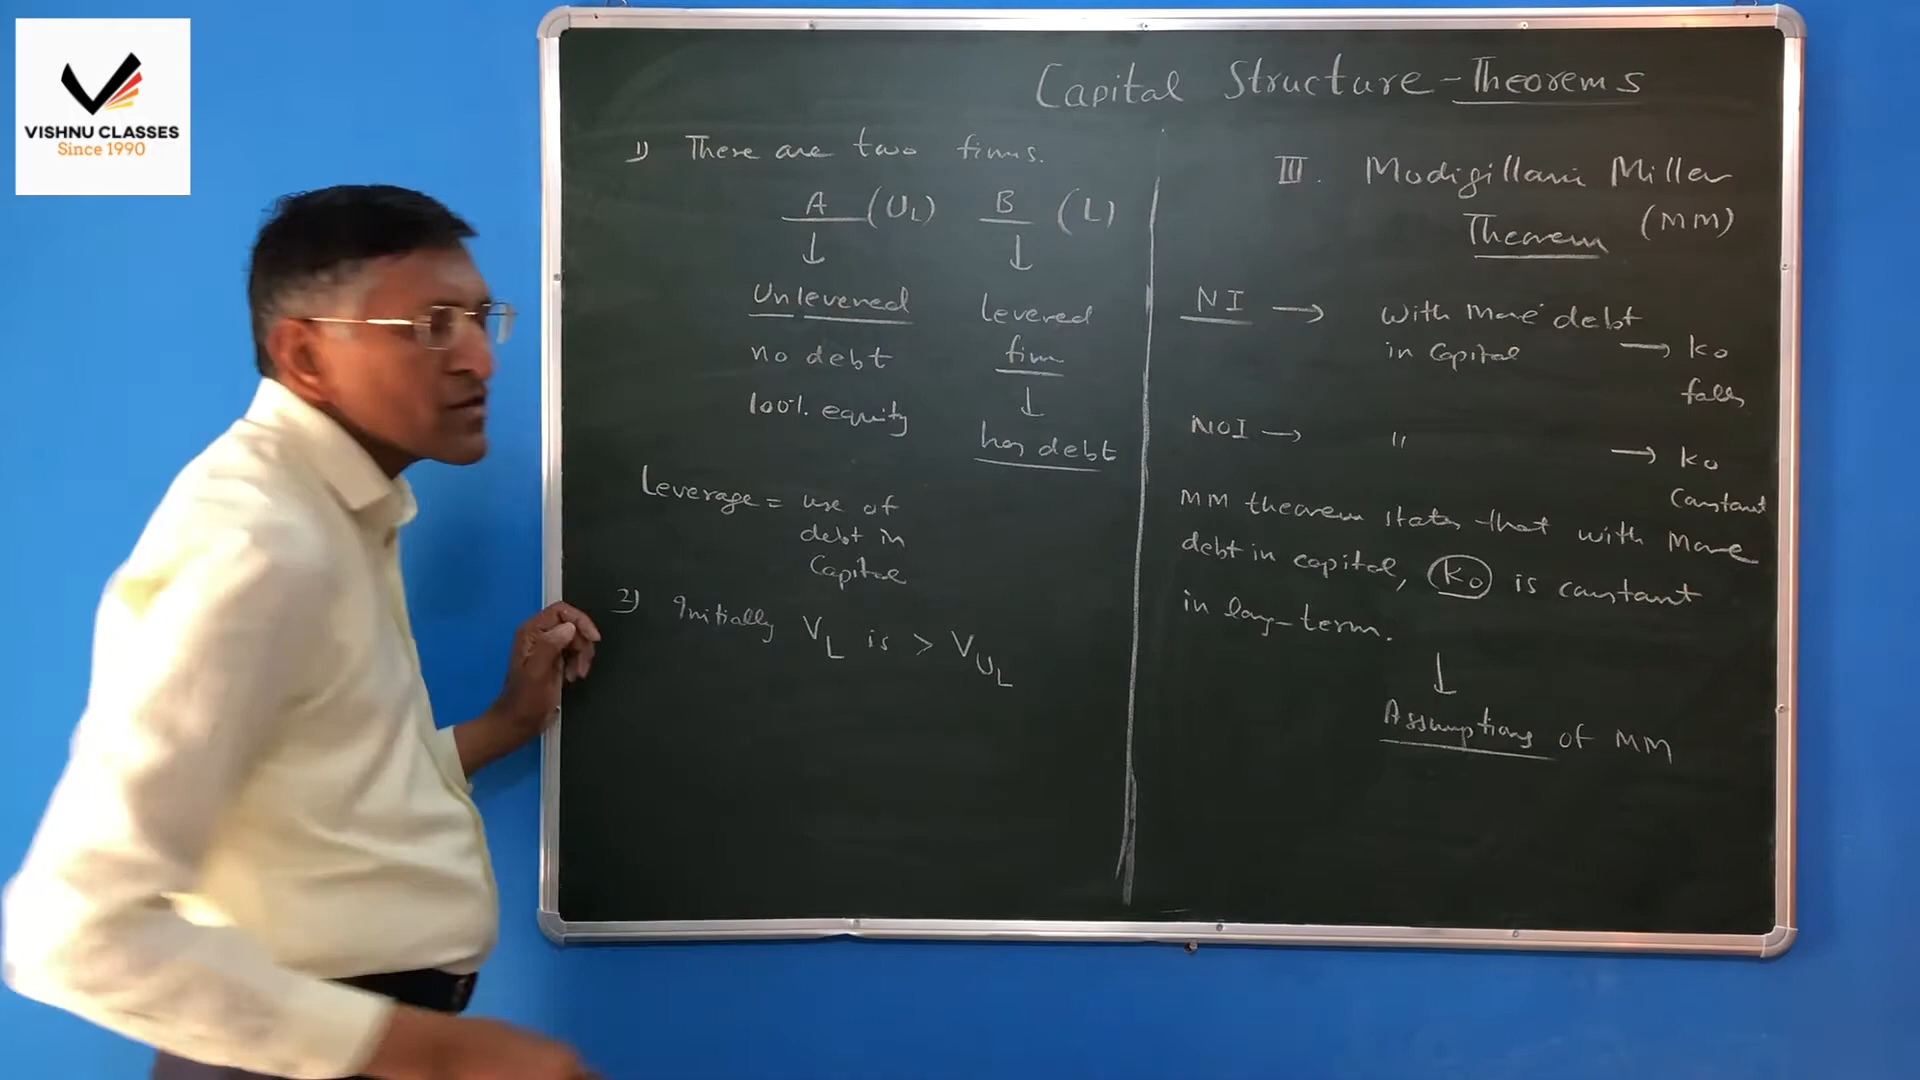 VISHNU CLASSES
Since 1990
Capital Structure - Theorems
1) There are two firms.
A (UL) B (L)
Unlevered
no debt
100% equity
Levered
firm
has debt
Leverage = use of
debt in
Capital
2) Initially VL is > VUL
III. Modigillani Miller
Theorem (MM)
NI → With more debt
in Capital → ko
falls
NOI → " → ko
Constant
MM theorem states that with more
debt in capital, ko is constant
in long-term.
Assumptions of MM